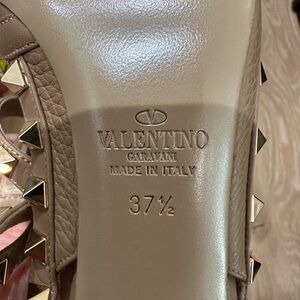 VALENTINO
GARAVANI
MADE IN ITALY
37½